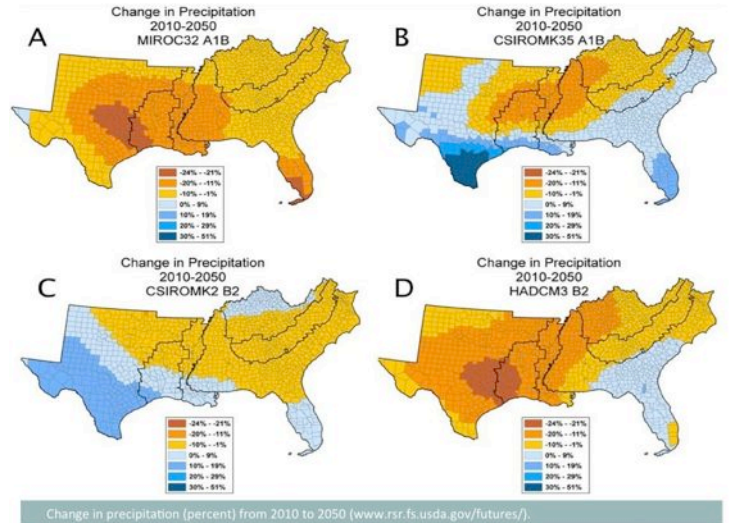 Change in Precipitation
2010-2050
MIROC32 A1B
A
-24% - -21%
-20% - -11%
-10% - -1%
0% - 9%
10% - 19%
20% - 29%
30% - 51%
Change in Precipitation
2010-2050
CSIROMK35 A1B
B
-24% - -21%
-20% - -11%
-10% - -1%
0% - 9%
10% - 19%
20% - 29%
30% - 51%
Change in Precipitation
2010-2050
CSIROMK2 B2
C
-24% - -21%
-20% - -11%
-10% - -1%
0% - 9%
10% - 19%
20% - 29%
30% - 51%
Change in Precipitation
2010-2050
HADCM3 B2
D
-24% - -21%
-20% - -11%
-10% - -1%
0% - 9%
10% - 19%
20% - 29%
30% - 51%
Change in precipitation (percent) from 2010 to 2050 (www.rsr.fs.usda.gov/futures/).